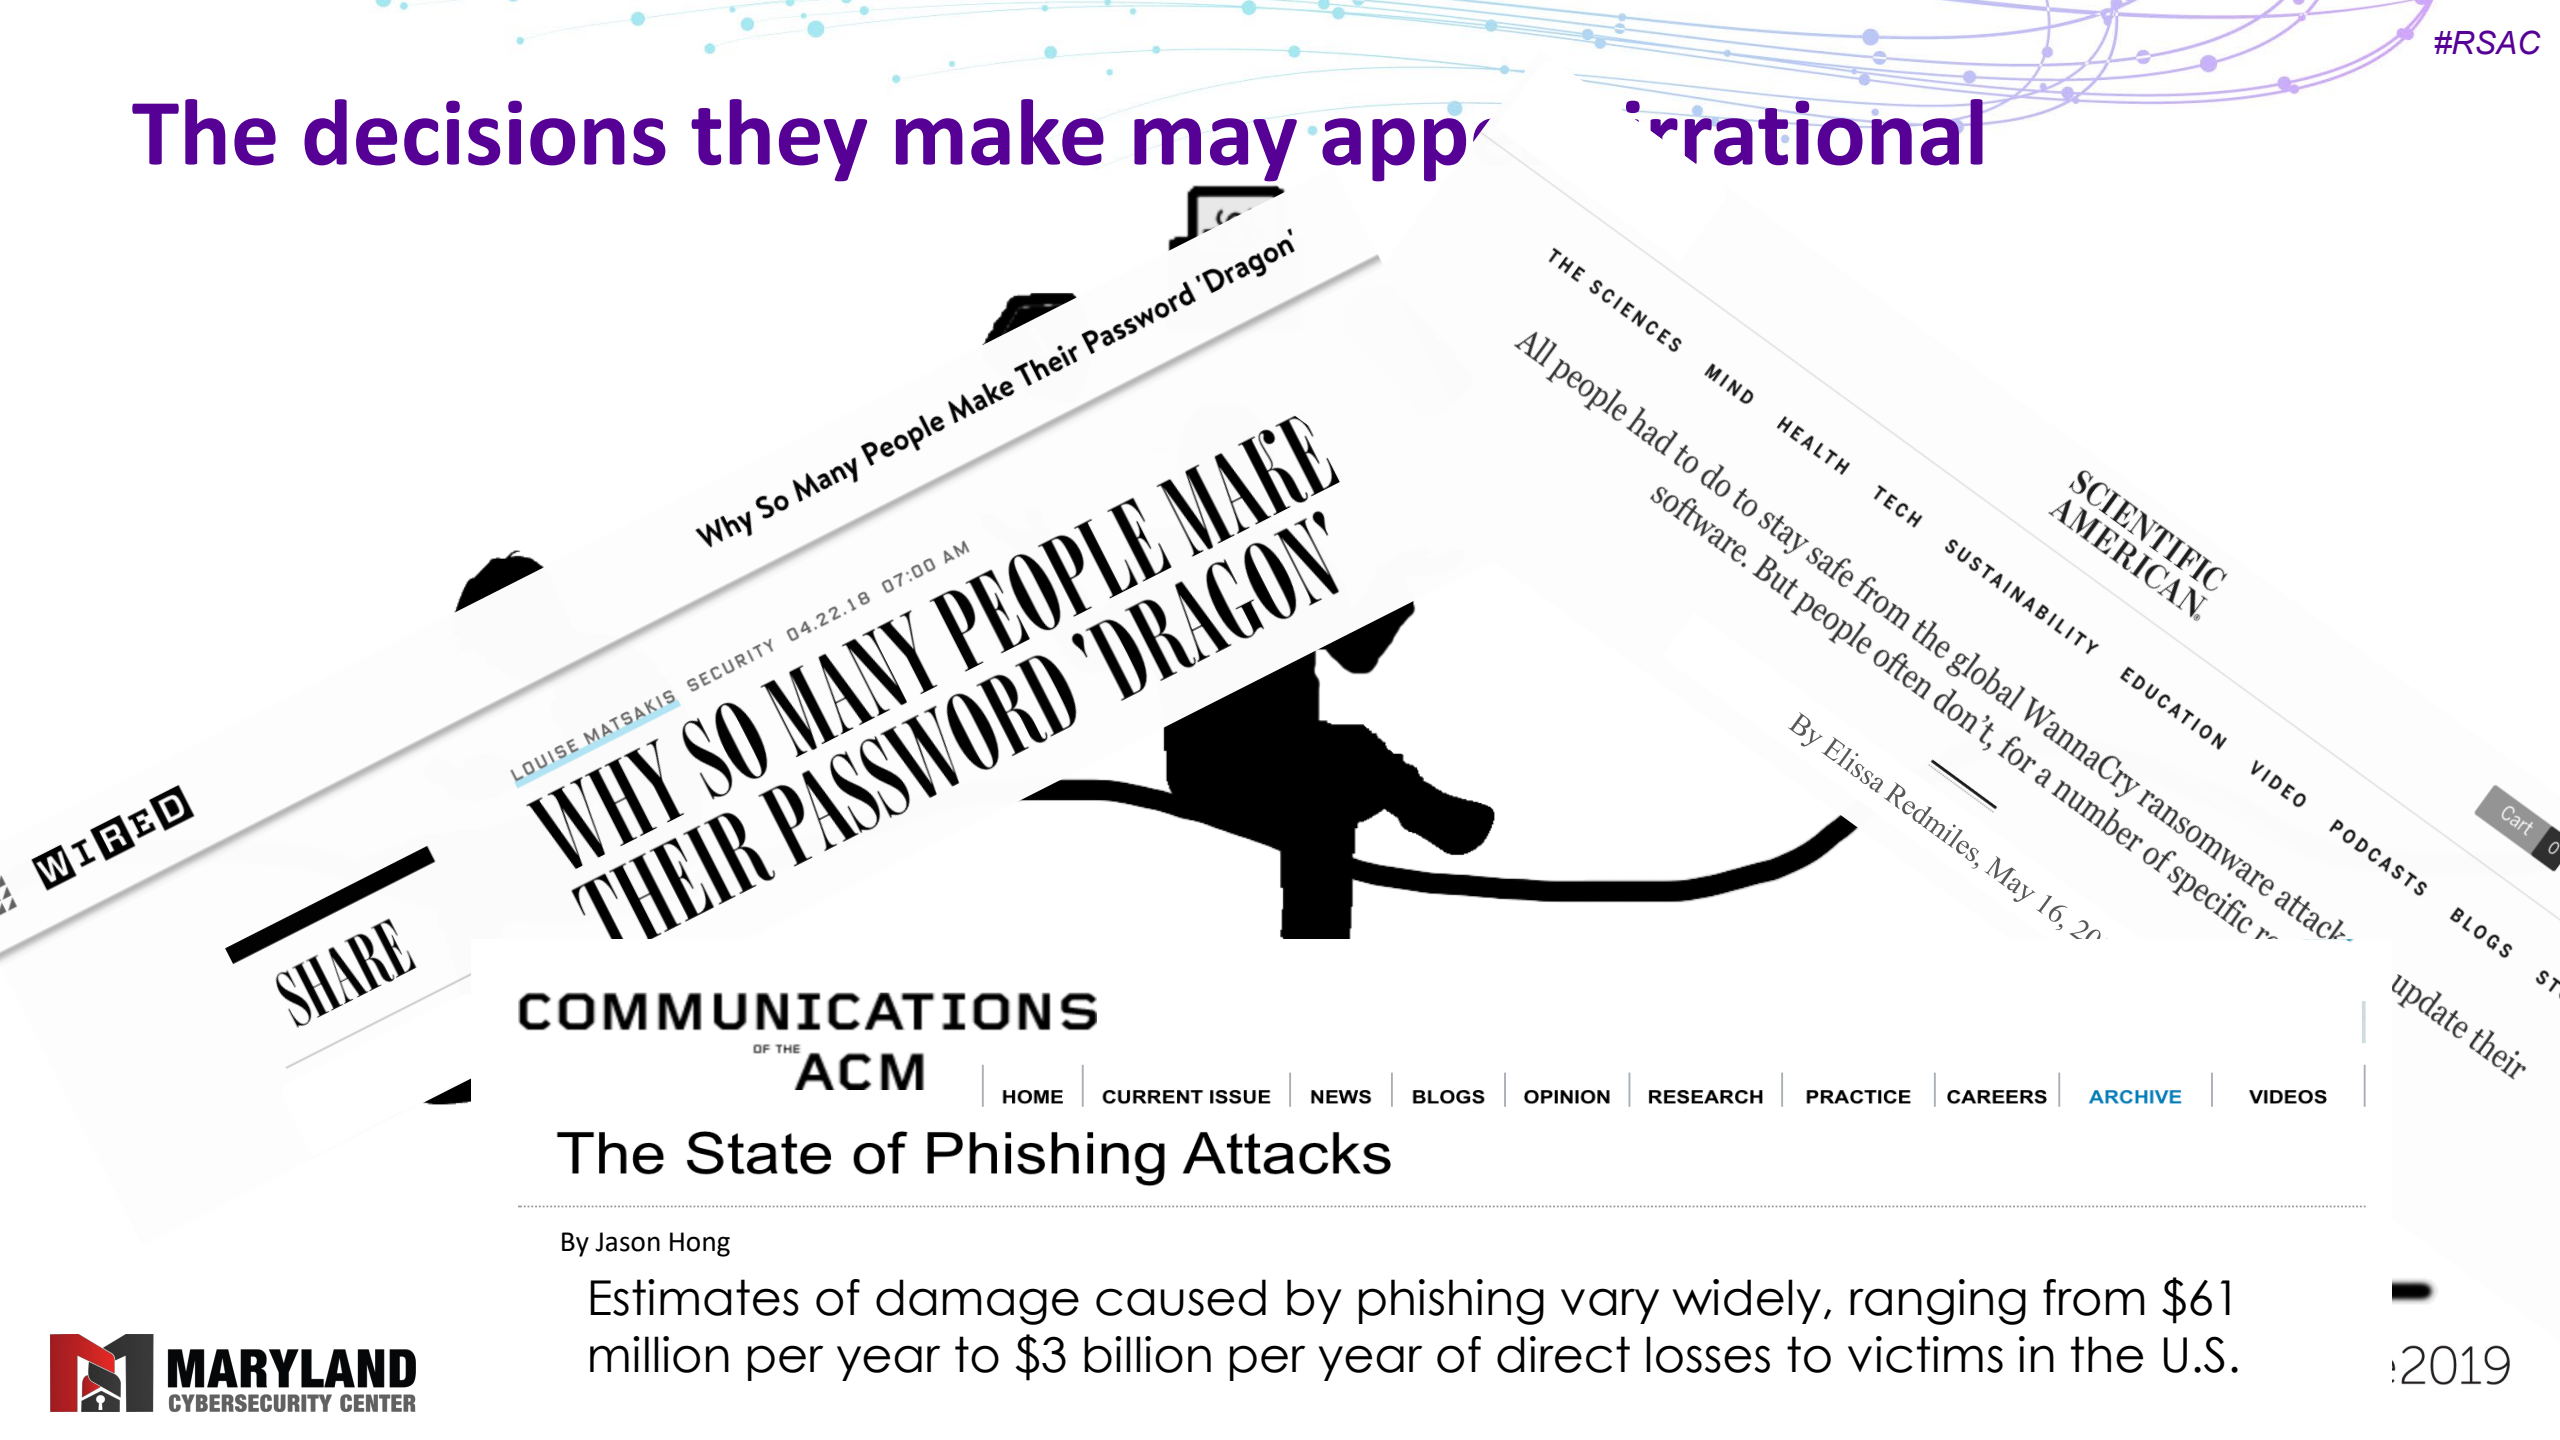 #RSAC
The decisions they make may irrational
Why So Many People Make Their Password 'Dragon'
WIRED
LOUISE MATSAKIS SECURITY 04.22.18 07:00 AM
WHY SO MANY PEOPLE MAKE
THEIR PASSWORD 'DRAGON'
SHARE
SCIENTIFIC
AMERICAN®
Cart 0
THE SCIENCES MIND HEALTH TECH SUSTAINABILITY EDUCATION VIDEO PODCASTS BLOGS
All people had to do to stay safe from the global WannaCry ransomware attack update their
software. But people often don't, for a number of specific
By Elissa Redmiles, May 16,
COMMUNICATIONS
OF THE
ACM
HOME CURRENT ISSUE NEWS BLOGS OPINION RESEARCH PRACTICE CAREERS ARCHIVE VIDEOS
The State of Phishing Attacks
By Jason Hong
Estimates of damage caused by phishing vary widely, ranging from $61
million per year to $3 billion per year of direct losses to victims in the U.S.
MARYLAND
CYBERSECURITY CENTER
2019